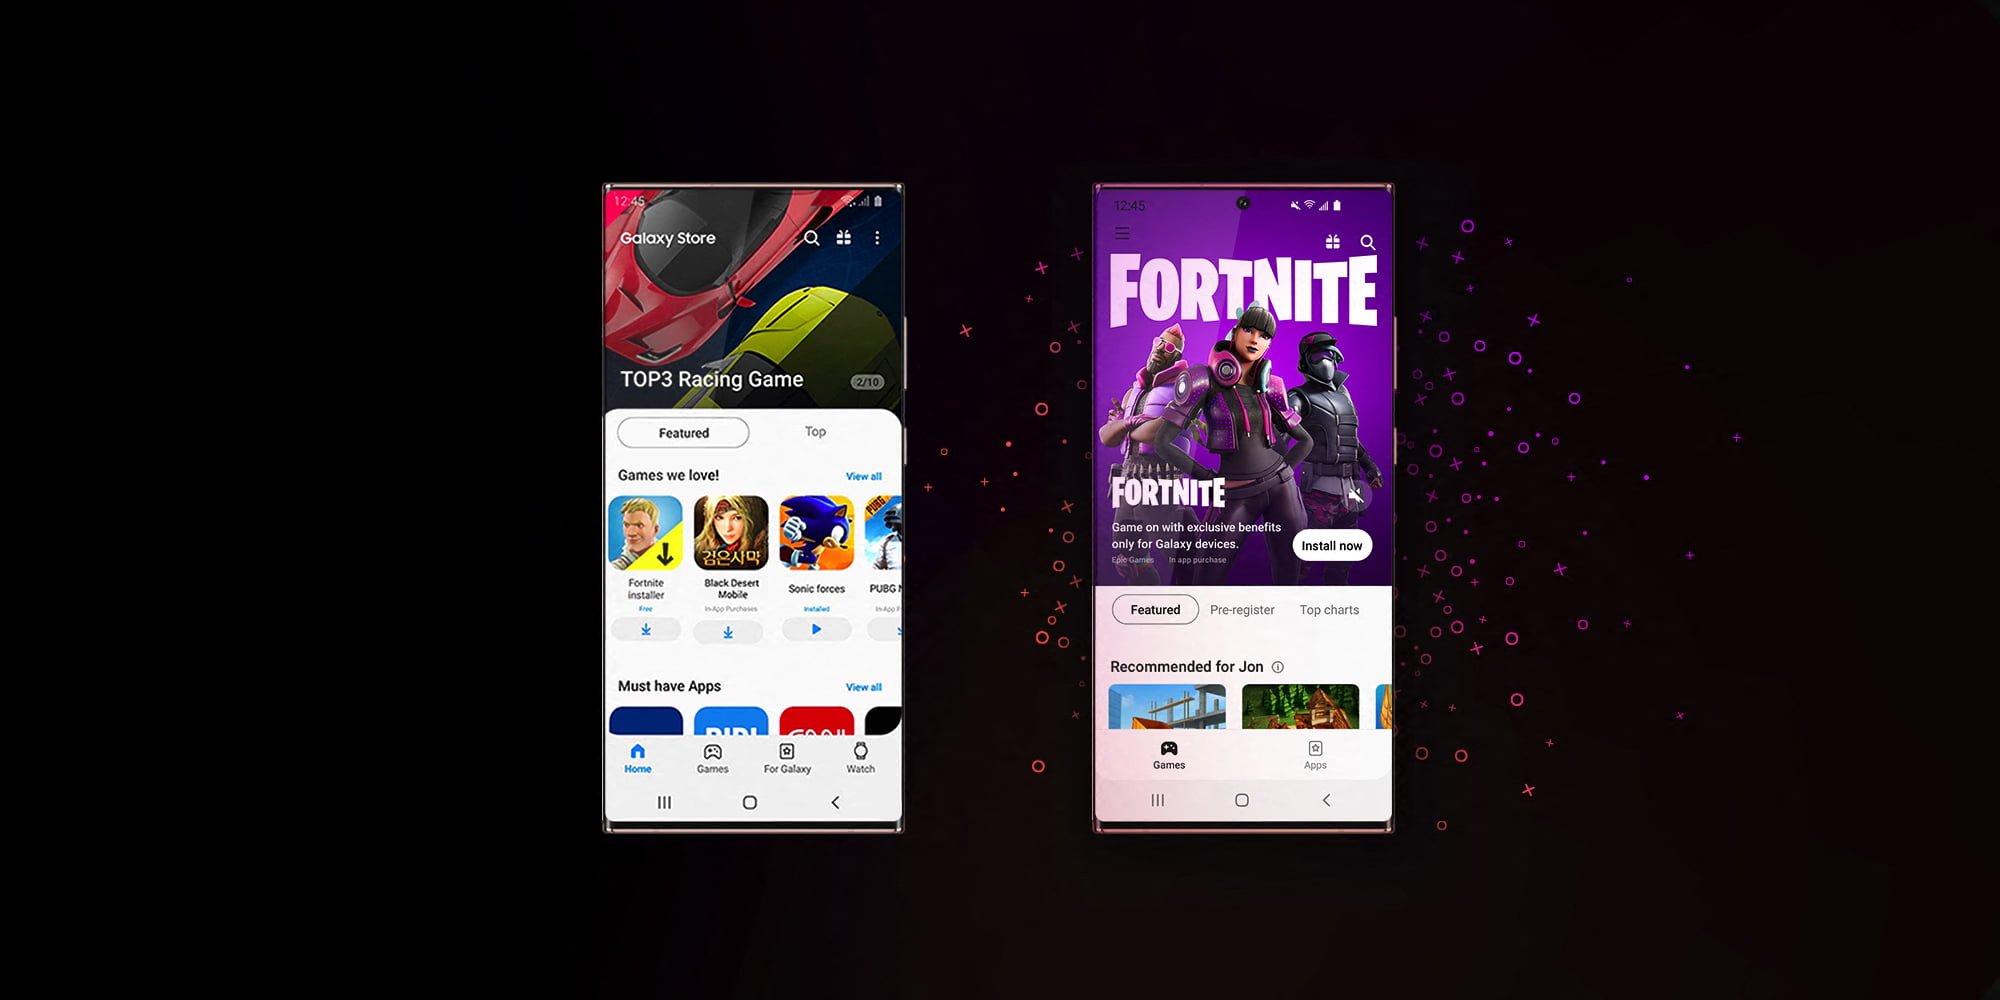 12:45
Galaxy Store
TOP3 Racing Game
2/10
Featured
Top
Games we love!
View all
PUBG
검은사막
Fortnite
installer
Black Desert
Mobile
Sonic forces
PUBG
Free
In-App Purchases
Installed
In-App P
Must have Apps
View all
Home
Games
For Galaxy
Watch
12:45
FORTNITE
FORTNITE
Game on with exclusive benefits
only for Galaxy devices.
Install now
Epic Games
In app purchase
Featured
Pre-register
Top charts
Recommended for Jon
Games
Apps